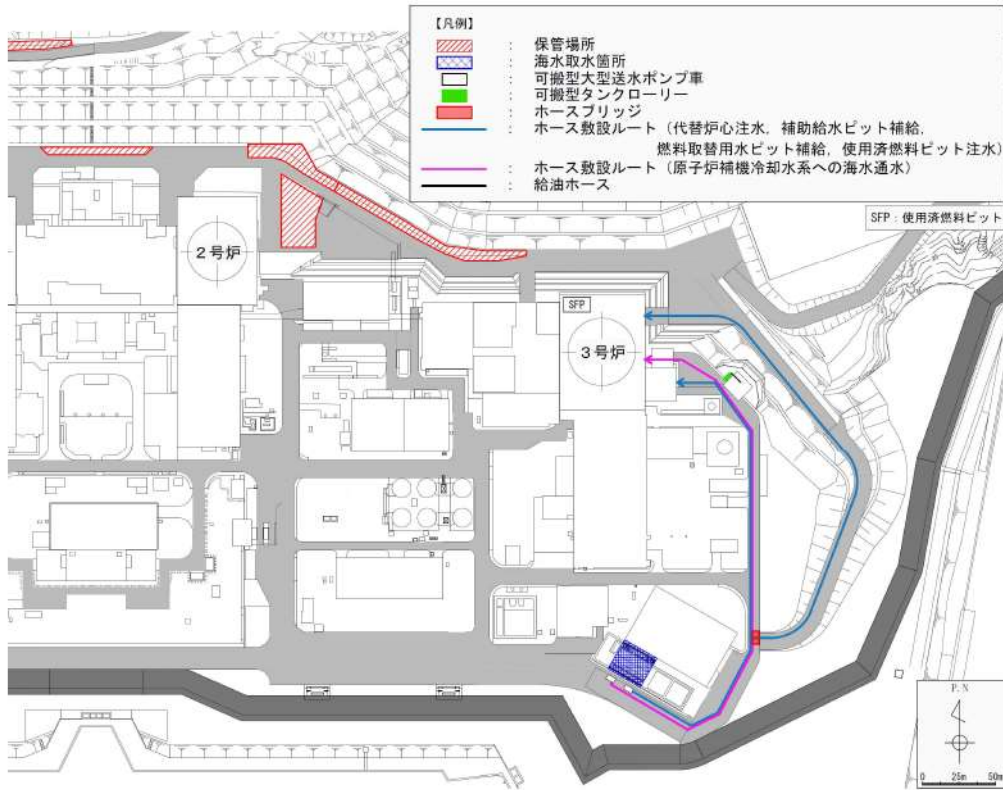 【凡例】
： 保管場所
： 海水取水箇所
： 可搬型大型送水ポンプ車
： 可搬型タンクローリー
： ホースブリッジ
： ホース敷設ルート（代替炉心注水，補助給水ピット補給，
燃料取替用水ピット補給，使用済燃料ピット注水）
： ホース敷設ルート（原子炉補機冷却水系への海水通水）
： 給油ホース
SFP：使用済燃料ピット
2号炉
SFP
3号炉
P.N
0 25m 50m